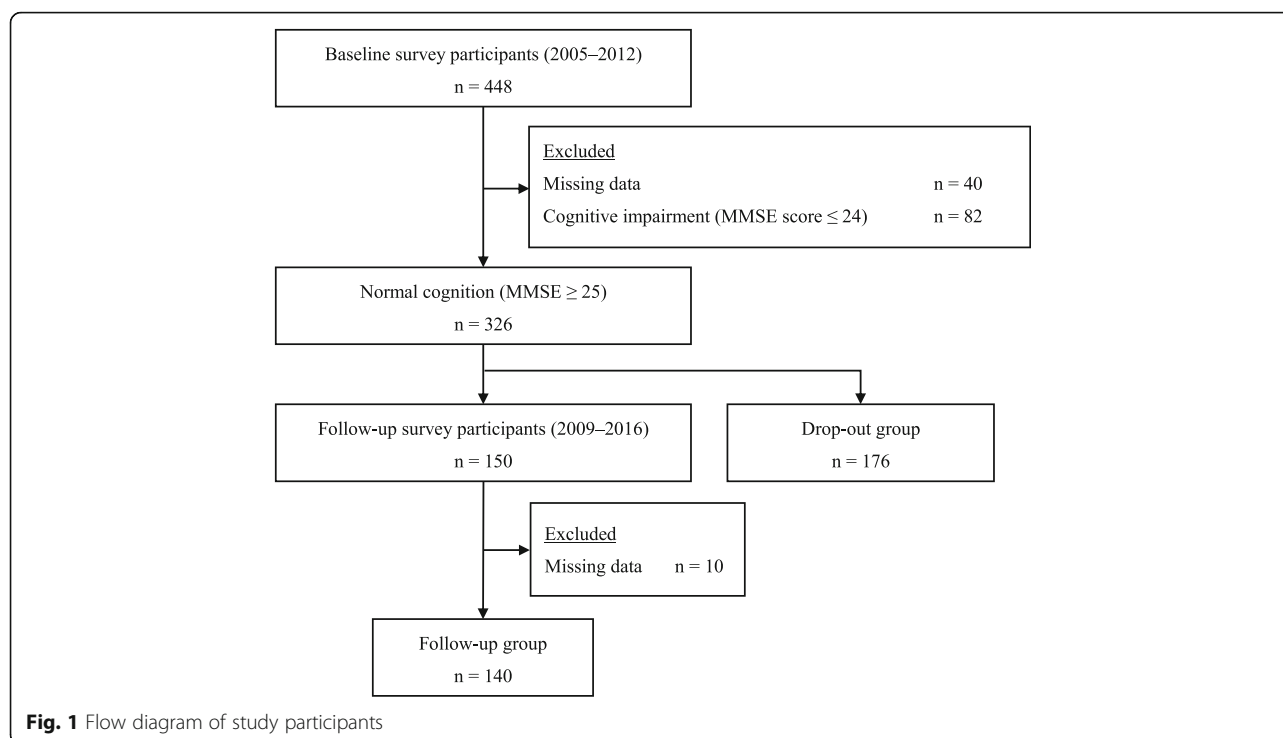 Baseline survey participants (2005–2012)
n = 448
Excluded
Missing data n = 40
Cognitive impairment (MMSE score ≤ 24) n = 82
Normal cognition (MMSE ≥ 25)
n = 326
Follow-up survey participants (2009–2016)
n = 150
Drop-out group
n = 176
Excluded
Missing data n = 10
Follow-up group
n = 140
Fig. 1 Flow diagram of study participants